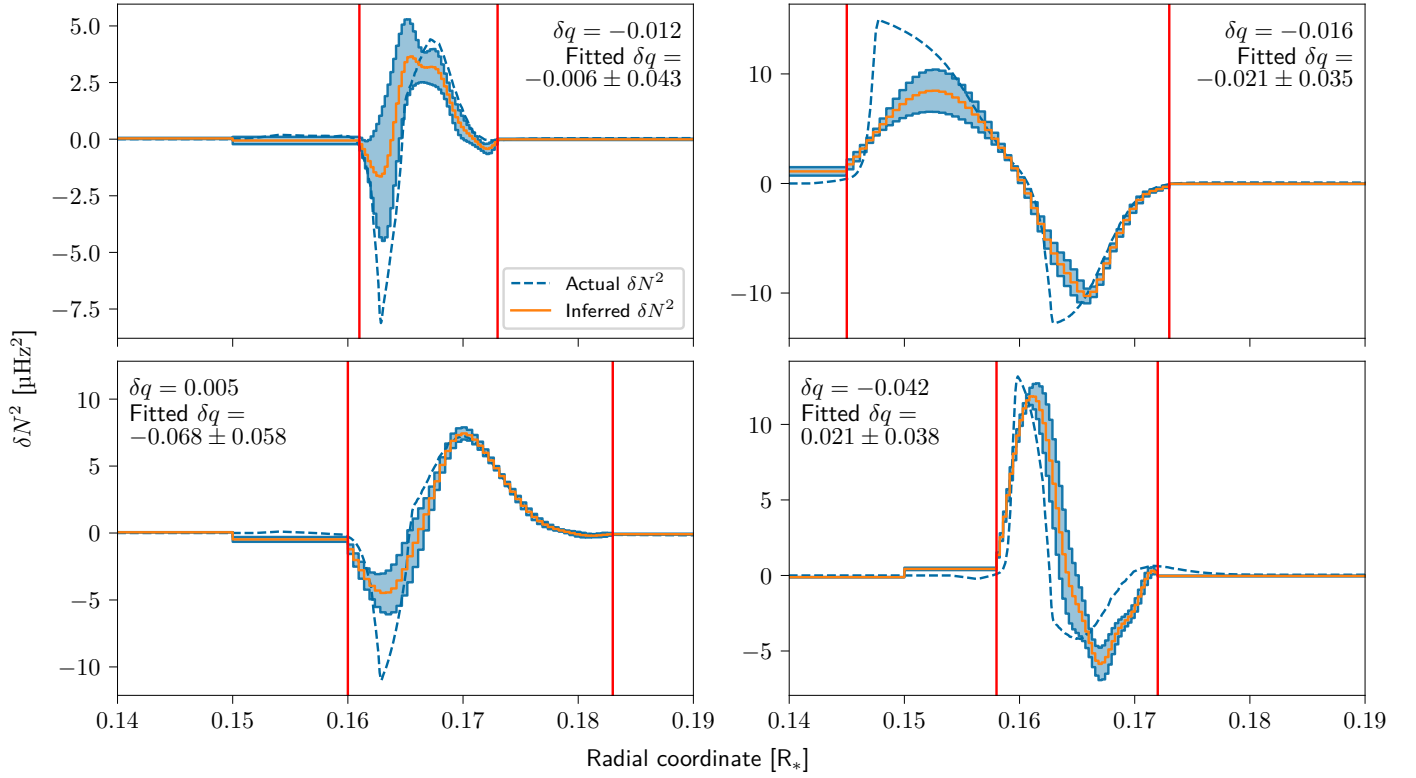 5.0
2.5
0.0
−2.5
−5.0
−7.5
δq = −0.012
Fitted δq =
−0.006 ± 0.043
Actual δN²
Inferred δN²
10
0
−10
δq = −0.016
Fitted δq =
−0.021 ± 0.035
δN² [µHz²]
10
5
0
−5
−10
δq = 0.005
Fitted δq =
−0.068 ± 0.058
0.14 0.15 0.16 0.17 0.18 0.19
10
5
0
−5
δq = −0.042
Fitted δq =
0.021 ± 0.038
0.14 0.15 0.16 0.17 0.18 0.19
Radial coordinate [R∗]